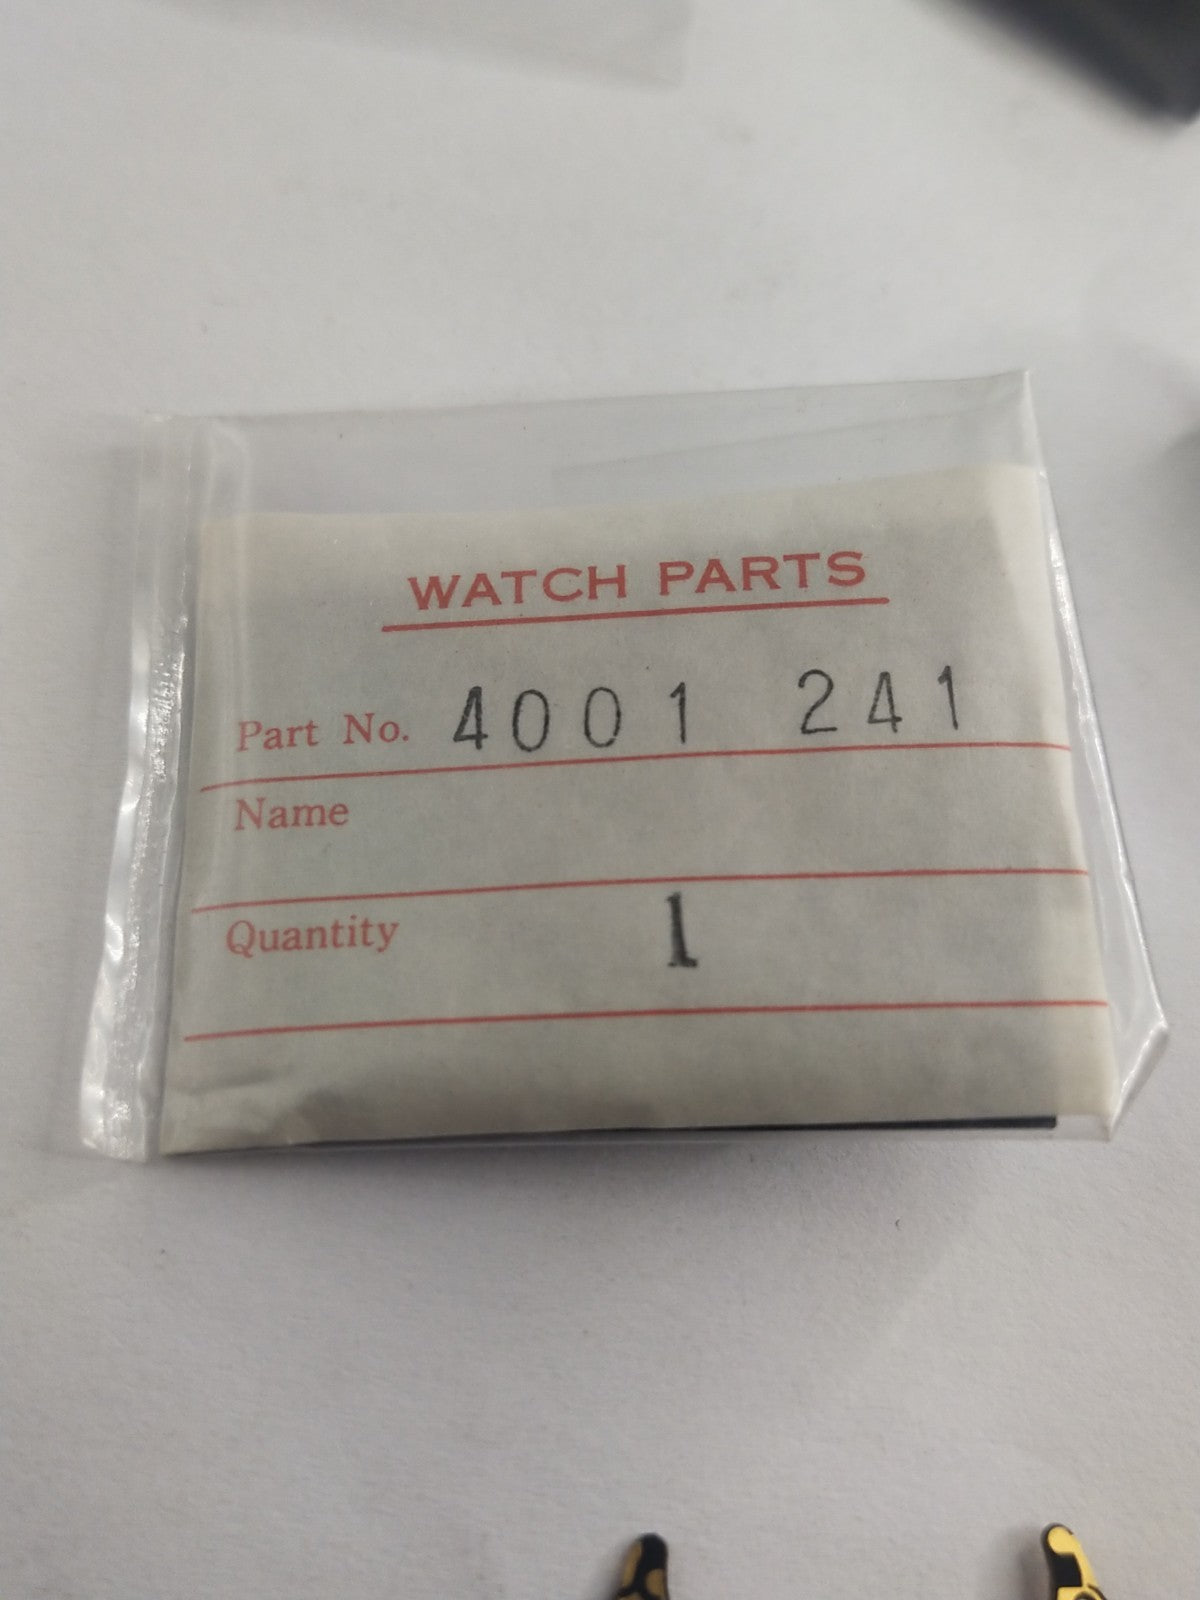 WATCH PARTS
Part No. 4001 241
Name
Quantity 1